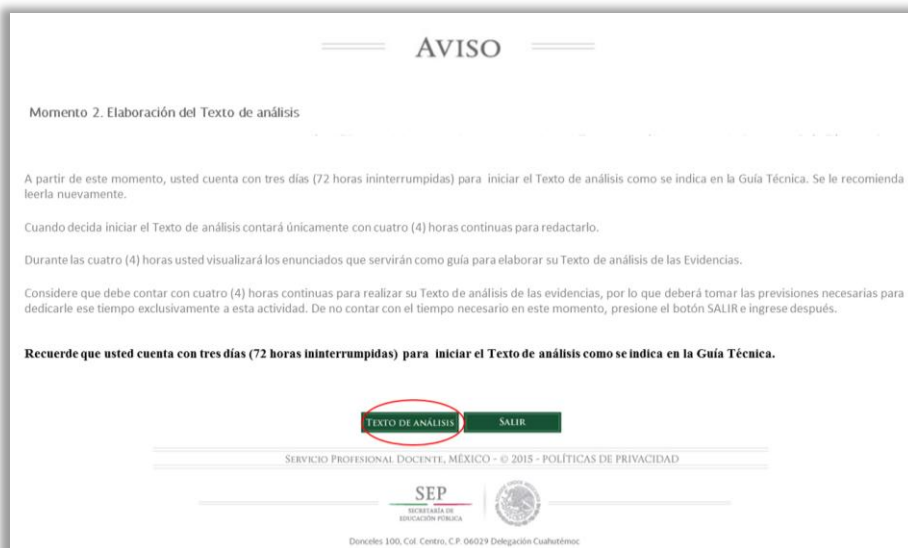 AVISO
Momento 2. Elaboración del Texto de análisis
A partir de este momento, usted cuenta con tres días (72 horas ininterrumpidas) para iniciar el Texto de análisis como se indica en la Guía Técnica. Se le recomienda
leerla nuevamente.
Cuando decida iniciar el Texto de análisis contará únicamente con cuatro (4) horas continuas para redactarlo.
Durante las cuatro (4) horas usted visualizará los enunciados que servirán como guía para elaborar su Texto de análisis de las Evidencias.
Considere que debe contar con cuatro (4) horas continuas para realizar su Texto de análisis de las evidencias, por lo que deberá tomar las previsiones necesarias para
dedicarle ese tiempo exclusivamente a esta actividad. De no contar con el tiempo necesario en este momento, presione el botón SALIR e ingrese después.
Recuerde que usted cuenta con tres días (72 horas ininterrumpidas) para iniciar el Texto de análisis como se indica en la Guía Técnica.
TEXTO DE ANÁLISIS SALIR
SERVICIO PROFESIONAL DOCENTE, MÉXICO - © 2015 - POLÍTICAS DE PRIVACIDAD
SEP
SECRETARÍA DE
EDUCACIÓN PÚBLICA
Donceles 100, Col. Centro, C.P. 06029 Delegación Cuahutémoc